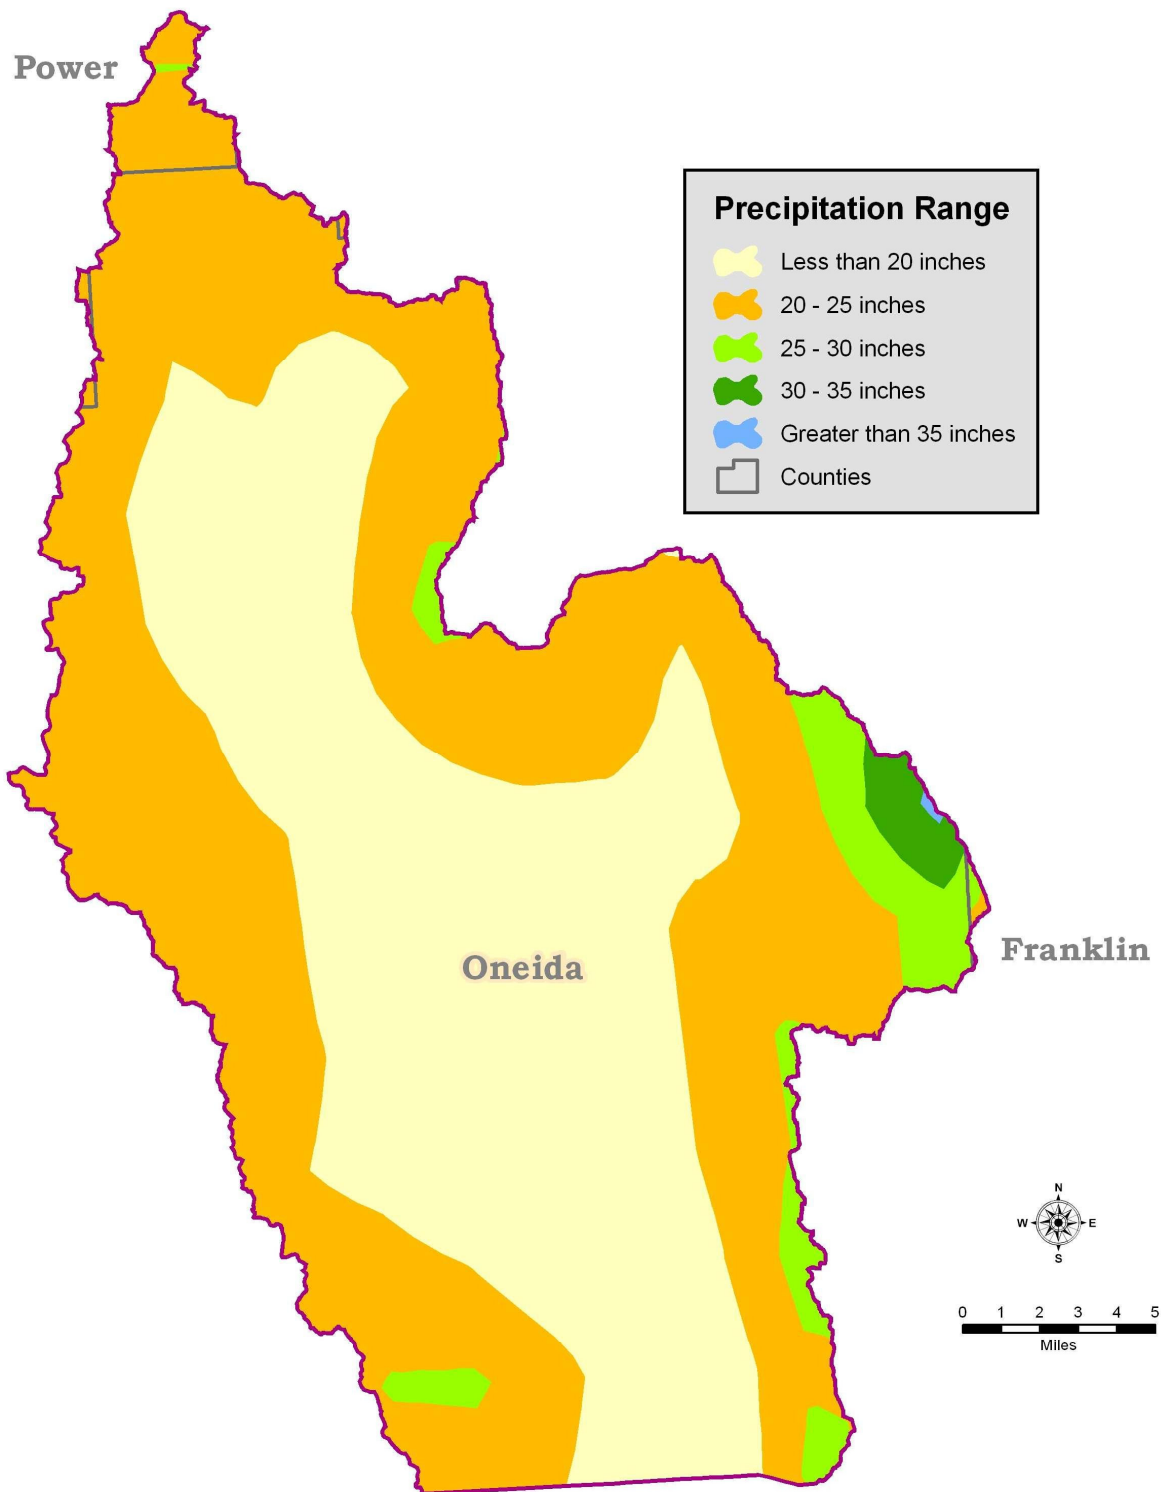 Power
Precipitation Range
Less than 20 inches
20 - 25 inches
25 - 30 inches
30 - 35 inches
Greater than 35 inches
Counties
Oneida
Franklin
N
W E
S
0 1 2 3 4 5
Miles